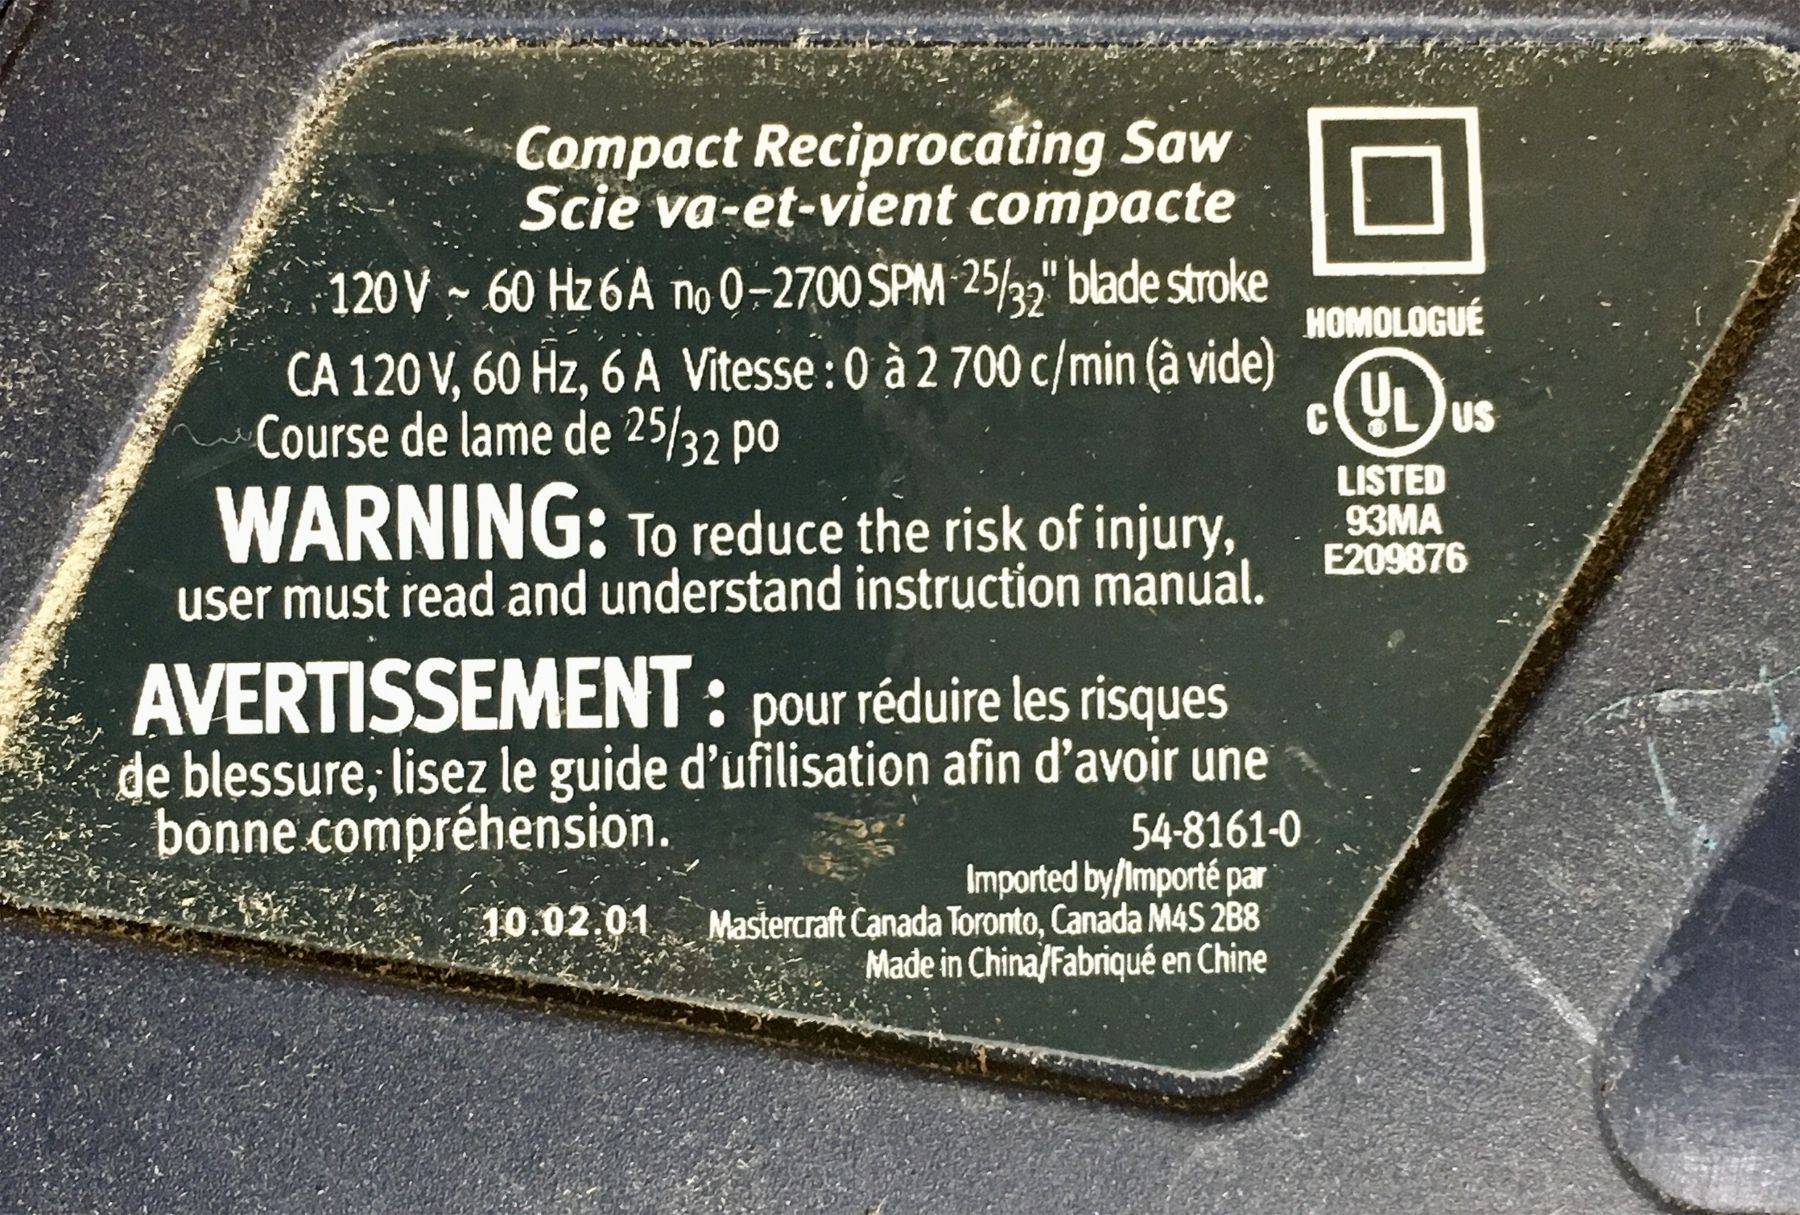 Compact Reciprocating Saw
Scie va-et-vient compacte
120 V ~ 60 Hz 6 A n0 0-2700 SPM 25/32" blade stroke
CA 120 V, 60 Hz, 6 A Vitesse : 0 à 2 700 c/min (à vide)
Course de lame de 25/32 po
WARNING: To reduce the risk of injury,
user must read and understand instruction manual.
AVERTISSEMENT : pour réduire les risques
de blessure, lisez le guide d'ufilisation afin d'avoir une
bonne compréhension.
54-8161-0
Imported by/Importé par
10.02.01
Mastercraft Canada Toronto, Canada M4S 2B8
Made in China/Fabriqué en Chine
HOMOLOGUÉ
C UL® US
LISTED
93MA
E209876